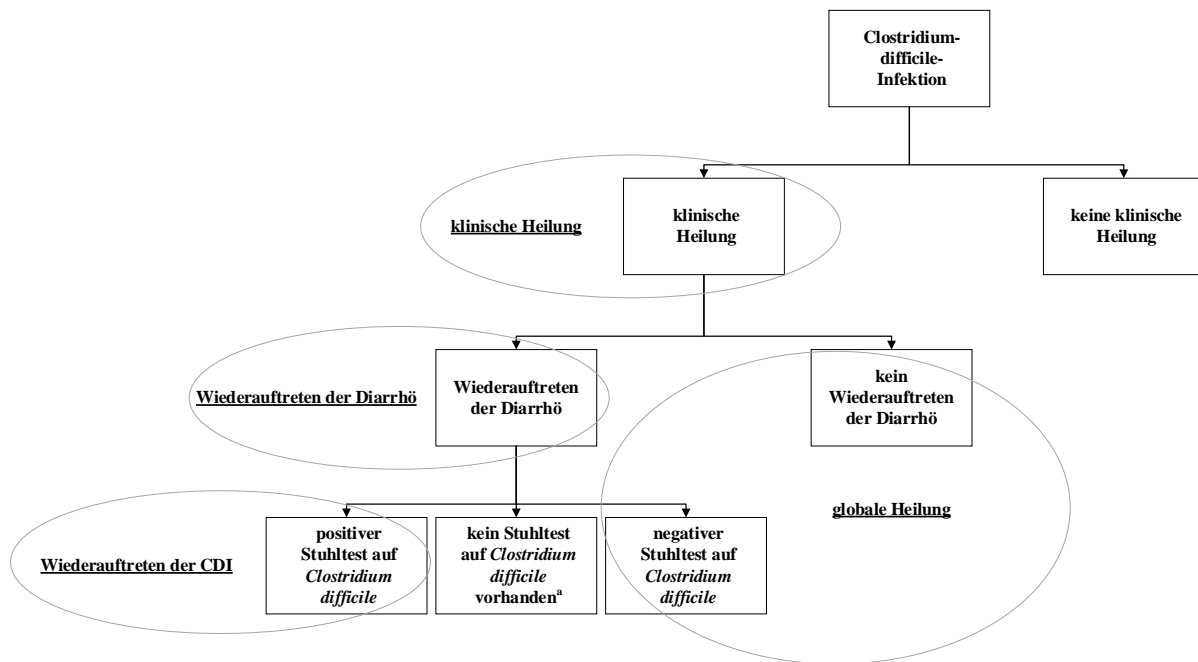 Clostridium-
difficile-
Infektion
klinische Heilung
klinische
Heilung
keine klinische
Heilung
Wiederauftreten der Diarrhö
Wiederauftreten
der Diarrhö
kein
Wiederauftreten
der Diarrhö
globale Heilung
Wiederauftreten der CDI
positiver
Stuhltest auf
Clostridium
difficile
kein Stuhltest
auf Clostridium
difficile
vorhandenᵃ
negativer
Stuhltest auf
Clostridium
difficile